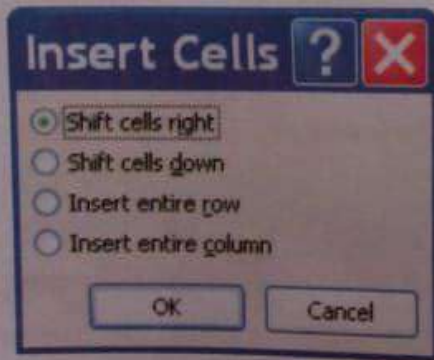 Insert Cells ?
Shift cells right
Shift cells down
Insert entire row
Insert entire column
OK Cancel